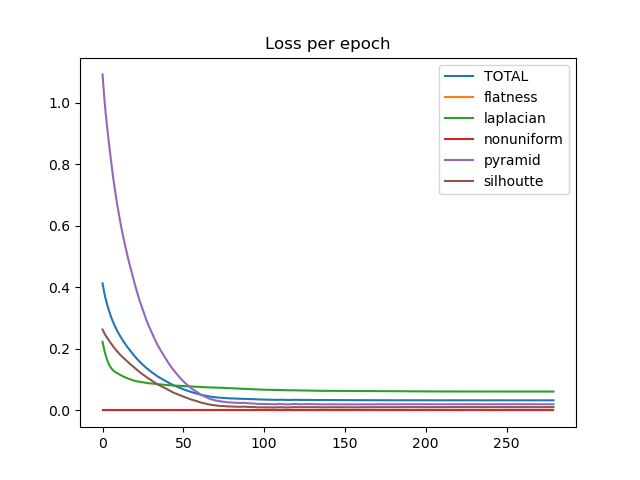 Loss per epoch
TOTAL
flatness
laplacian
nonuniform
pyramid
silhoutte
1.0
0.8
0.6
0.4
0.2
0.0
0
50
100
150
200
250